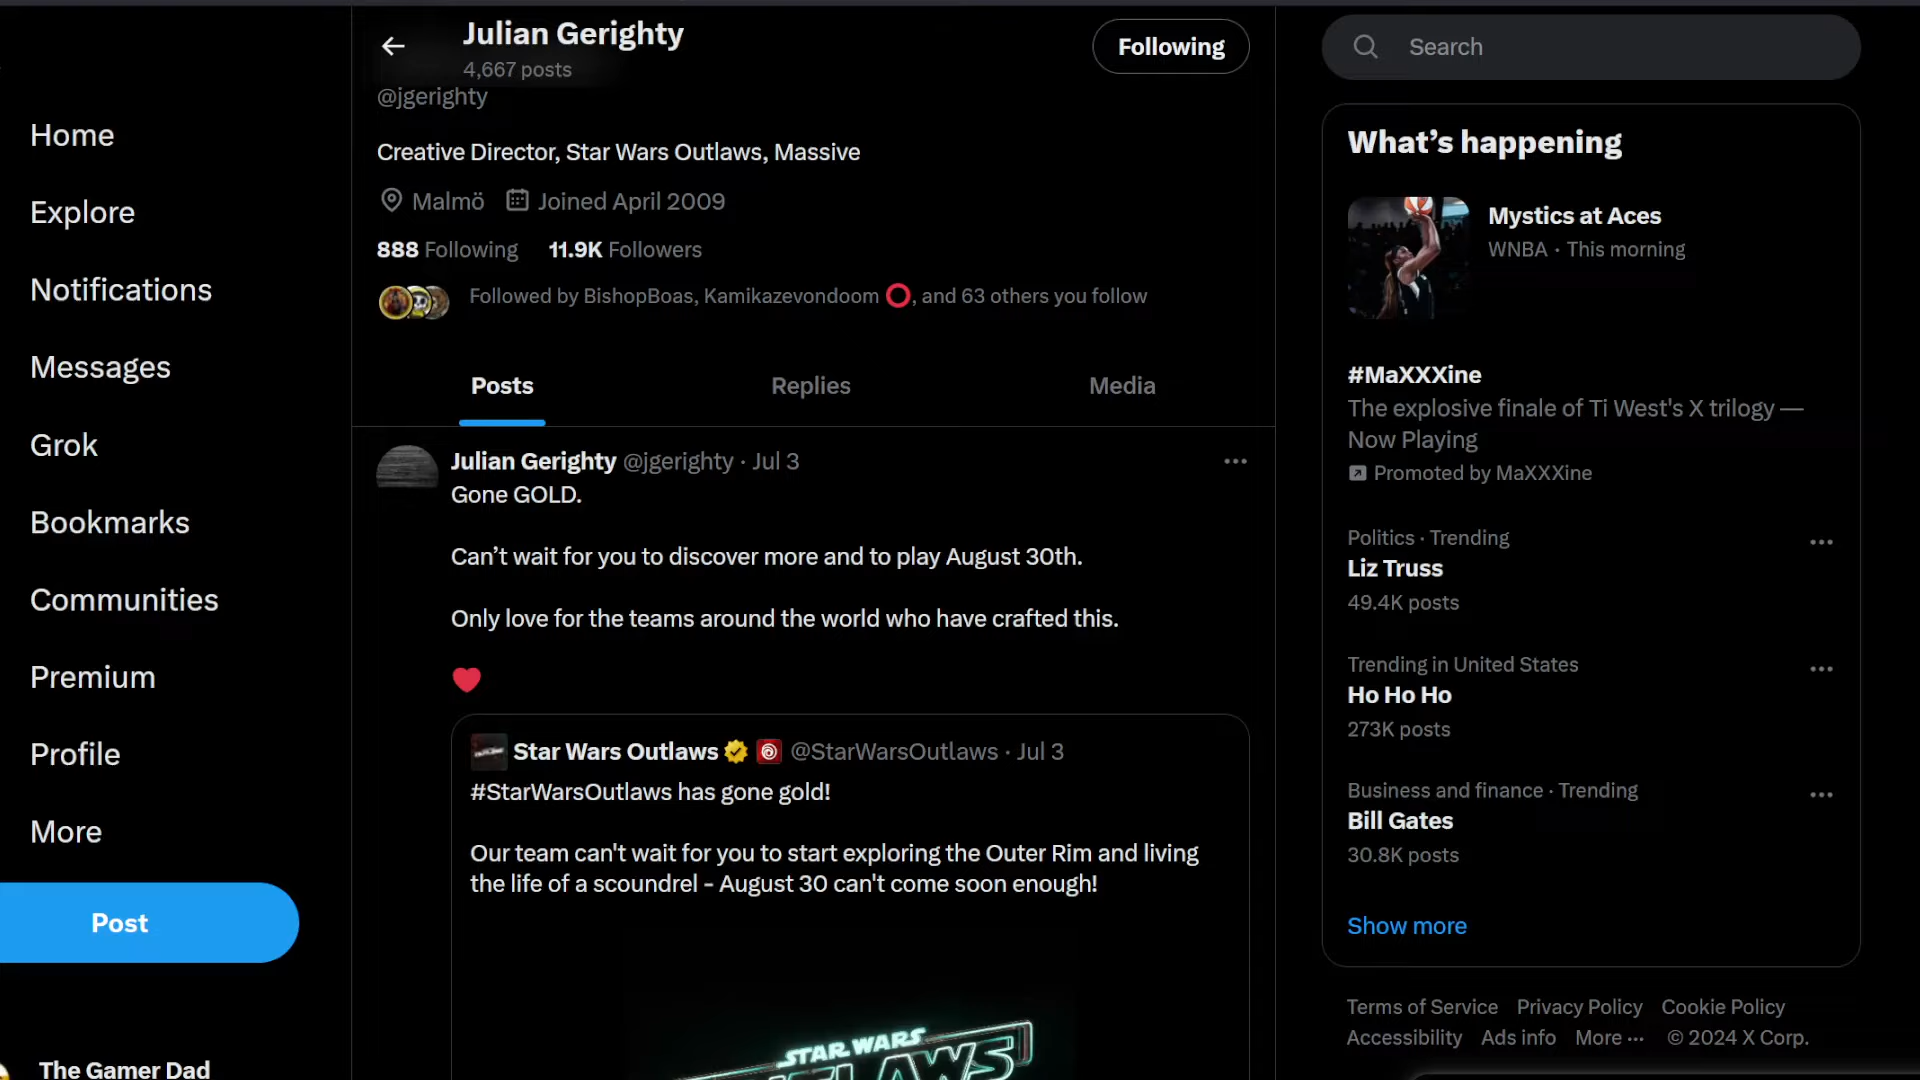 Julian Gerighty
4,667 posts
Following
@jgerighty
Creative Director, Star Wars Outlaws, Massive
Malmö Joined April 2009
888 Following 11.9K Followers
Followed by BishopBoas, Kamikazevondoom ⭕, and 63 others you follow
Posts Replies Media
Julian Gerighty @jgerighty · Jul 3
Gone GOLD.
Can’t wait for you to discover more and to play August 30th.
Only love for the teams around the world who have crafted this.
❤️
Star Wars Outlaws @StarWarsOutlaws · Jul 3
#StarWarsOutlaws has gone gold!
Our team can't wait for you to start exploring the Outer Rim and living
the life of a scoundrel - August 30 can't come soon enough!
STAR WARS
OUTLAWS
Home
Explore
Notifications
Messages
Grok
Bookmarks
Communities
Premium
Profile
More
Post
The Gamer Dad
Search
What’s happening
Mystics at Aces
WNBA · This morning
#MaXXXine
The explosive finale of Ti West's X trilogy —
Now Playing
Promoted by MaXXXine
Politics · Trending
Liz Truss
49.4K posts
Trending in United States
Ho Ho Ho
273K posts
Business and finance · Trending
Bill Gates
30.8K posts
Show more
Terms of Service Privacy Policy Cookie Policy
Accessibility Ads info More ··· © 2024 X Corp.